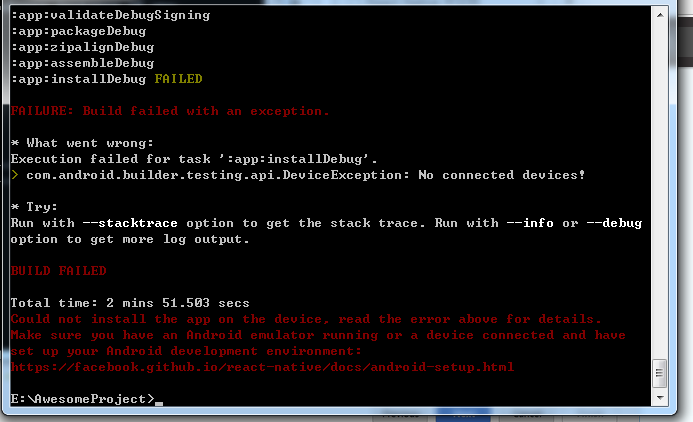 :app:validateDebugSigning
:app:packageDebug
:app:zipalignDebug
:app:assembleDebug
:app:installDebug FAILED
FAILURE: Build failed with an exception.
* What went wrong:
Execution failed for task ':app:installDebug'.
> com.android.builder.testing.api.DeviceException: No connected devices!
* Try:
Run with --stacktrace option to get the stack trace. Run with --info or --debug
option to get more log output.
BUILD FAILED
Total time: 2 mins 51.503 secs
Could not install the app on the device, read the error above for details.
Make sure you have an Android emulator running or a device connected and have
set up your Android development environment:
https://facebook.github.io/react-native/docs/android-setup.html
E:\AwesomeProject>